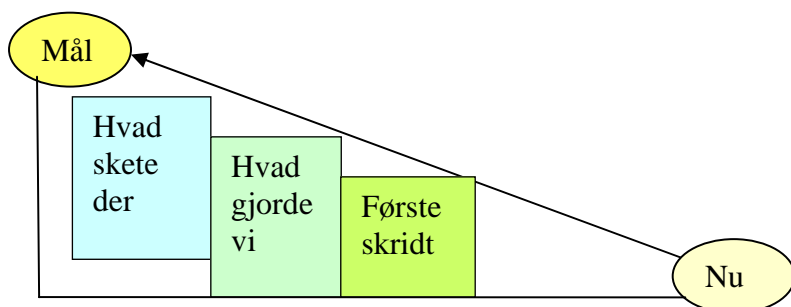 Mål
Hvad
skete
der
Hvad
gjorde
vi
Første
skridt
Nu